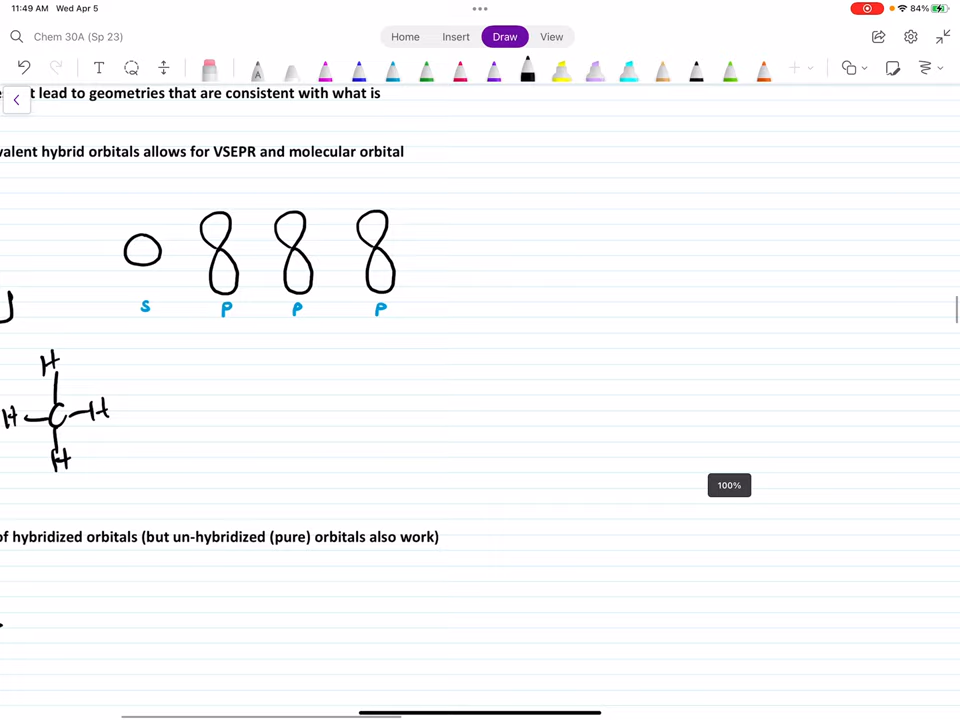 11:49 AM Wed Apr 5
84%
Chem 30A (Sp 23)
Home Insert Draw View
t lead to geometries that are consistent with what is
valent hybrid orbitals allows for VSEPR and molecular orbital
s p p p
H
H C H
H
100%
of hybridized orbitals (but un-hybridized (pure) orbitals also work)